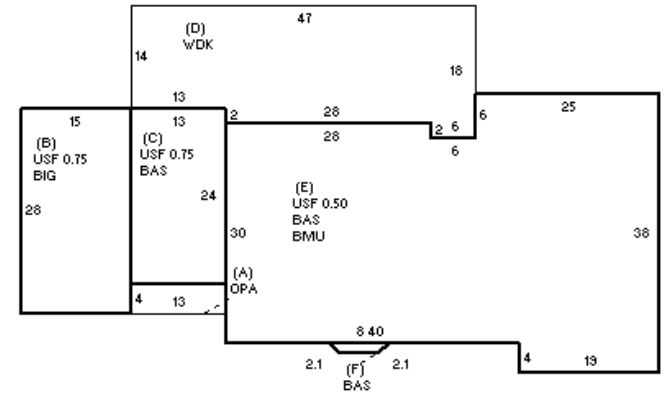 47
(D)
WDK
14
18
13
2
28
6
25
15
13
28
2
6
6
(B)
USF 0.75
BIG
(C)
USF 0.75
BAS
28
24
(E)
USF 0.50
BAS
BMU
30
38
(A)
OPA
4
13
8 40
2.1
(F)
BAS
2.1
4
19